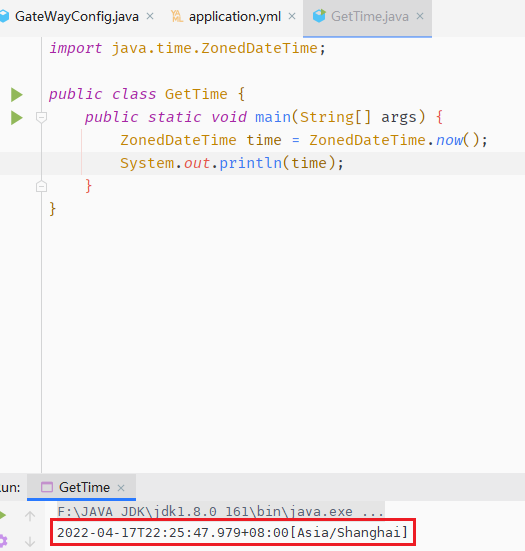 GateWayConfig.java × application.yml × GetTime.java ×
import java.time.ZonedDateTime;
public class GetTime {
public static void main(String[] args) {
ZonedDateTime time = ZonedDateTime.now();
System.out.println(time);
}
}
un: GetTime ×
F:\JAVA JDK\jdk1.8.0_161\bin\java.exe ...
2022-04-17T22:25:47.979+08:00[Asia/Shanghai]